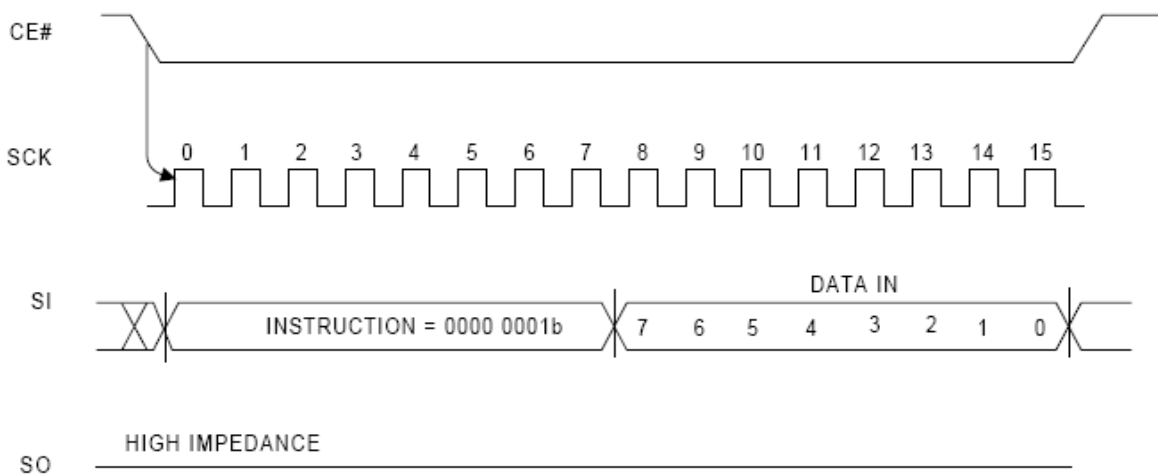 CE#
SCK
0 1 2 3 4 5 6 7 8 9 10 11 12 13 14 15
DATA IN
SI
INSTRUCTION = 0000 0001b 7 6 5 4 3 2 1 0
HIGH IMPEDANCE
SO